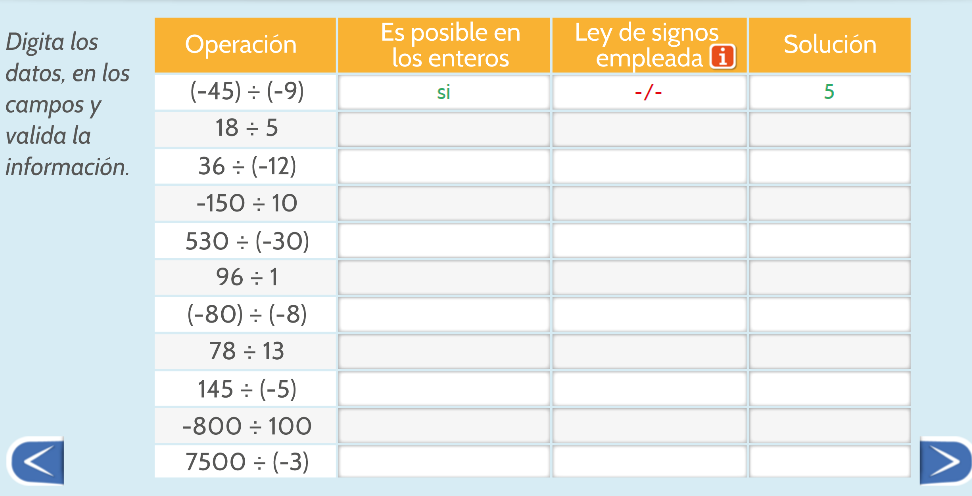 Digita los
datos, en los
campos y
valida la
información.
Operación
Es posible en
los enteros
Ley de signos
empleada i
Solución
(-45) ÷ (-9) si -/- 5
18 ÷ 5
36 ÷ (-12)
-150 ÷ 10
530 ÷ (-30)
96 ÷ 1
(-80) ÷ (-8)
78 ÷ 13
145 ÷ (-5)
-800 ÷ 100
7500 ÷ (-3)